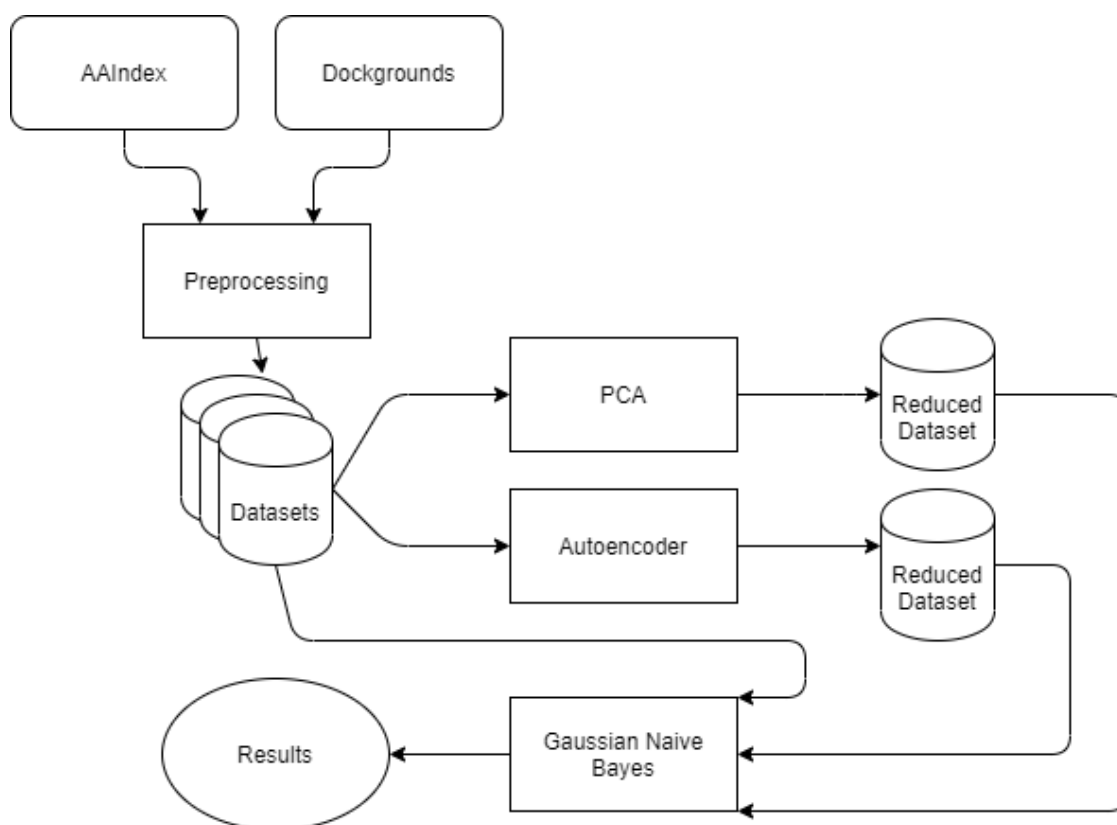 AAIndex
Dockgrounds
Preprocessing
PCA
Reduced
Dataset
Datasets
Autoencoder
Reduced
Dataset
Results
Gaussian Naive
Bayes